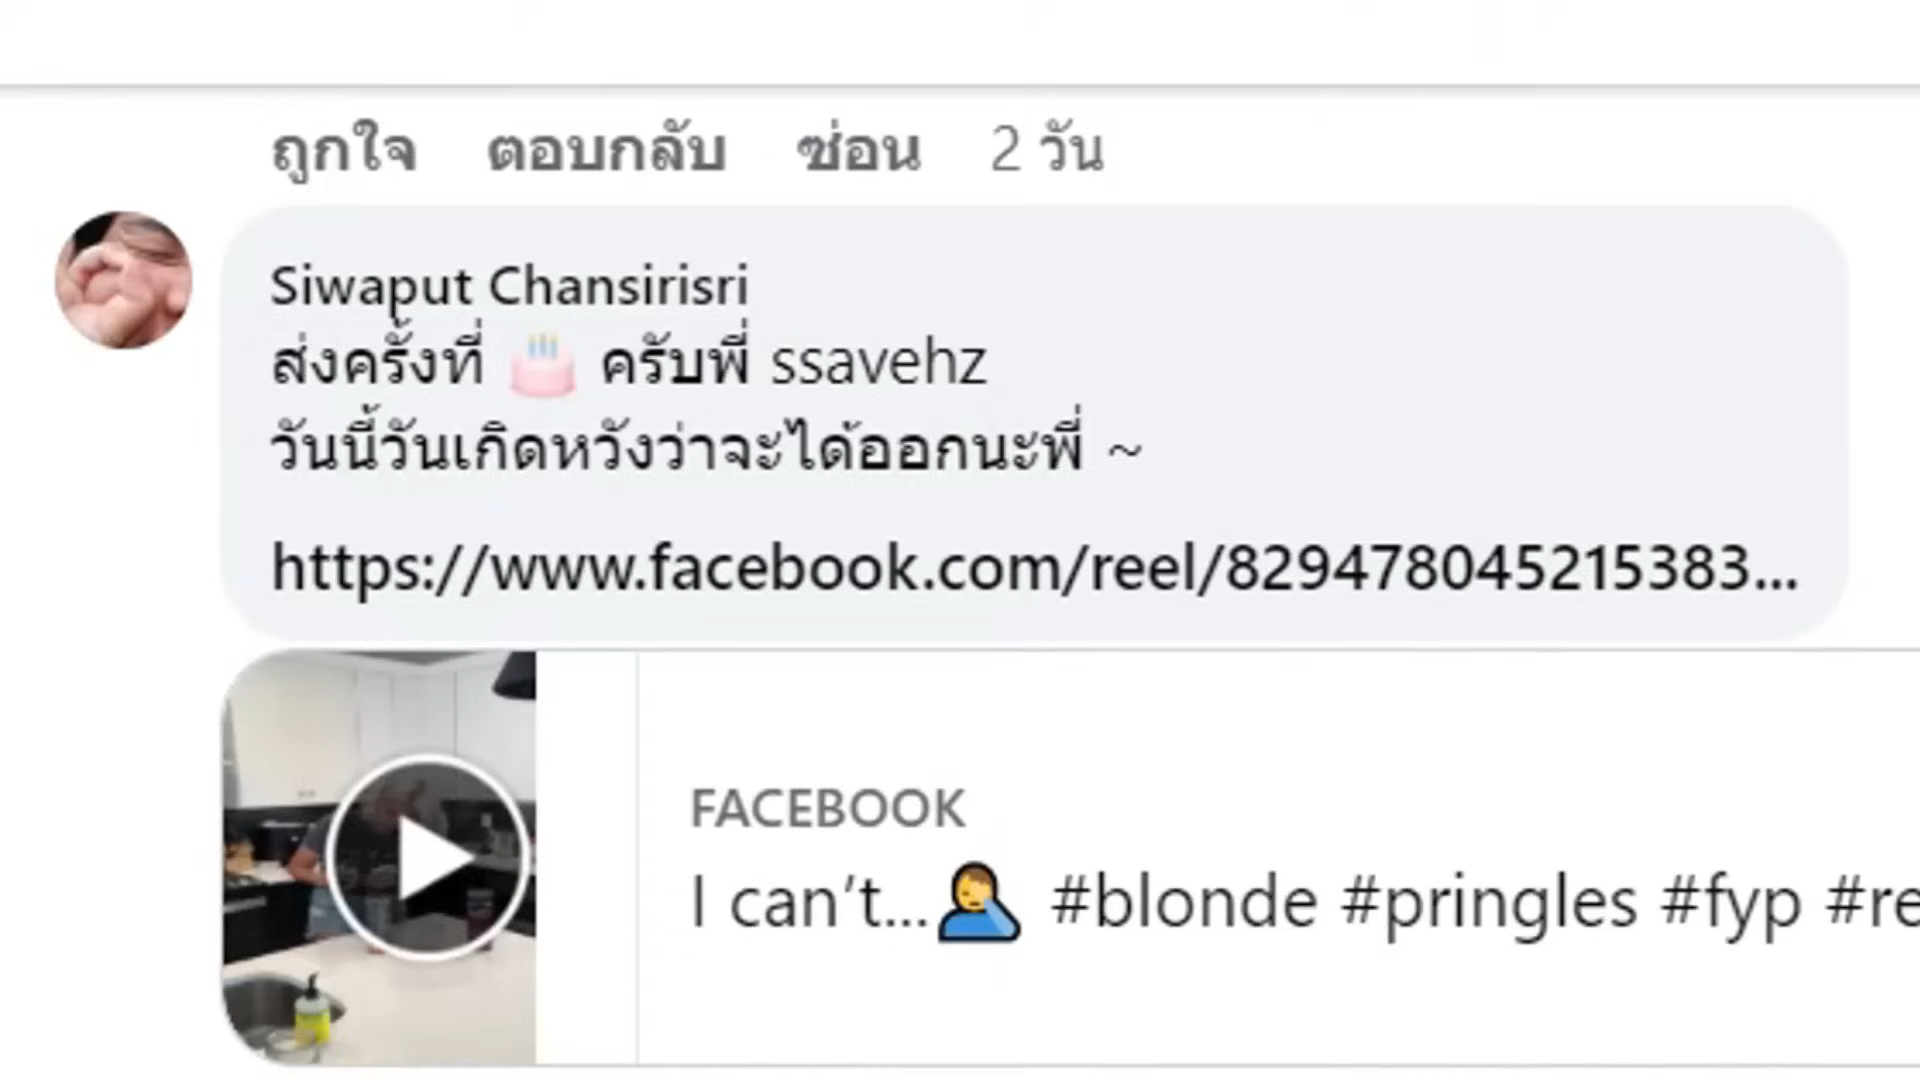 ถูกใจ ตอบกลับ ซ่อน 2 วัน
Siwaput Chansirisri
ส่งครั้งที่ 🎂 ครับพี่ ssavehz
วันนี้วันเกิดหวังว่าจะได้ออกนะพี่ ~
https://www.facebook.com/reel/829478045215383...
FACEBOOK
I can't...🤦‍♂️ #blonde #pringles #fyp #re